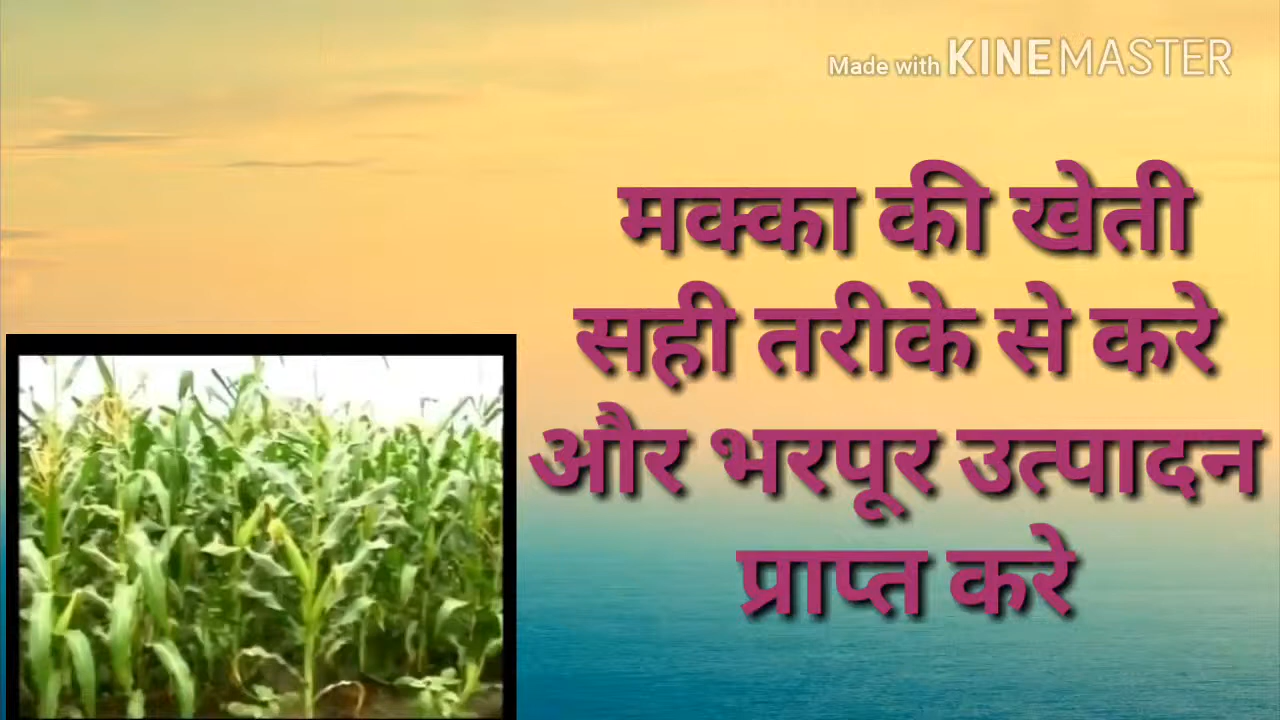 Made with KINEMASTER
मक्का की खेती
सही तरीके से करे
और भरपूर उत्पादन
प्राप्त करे